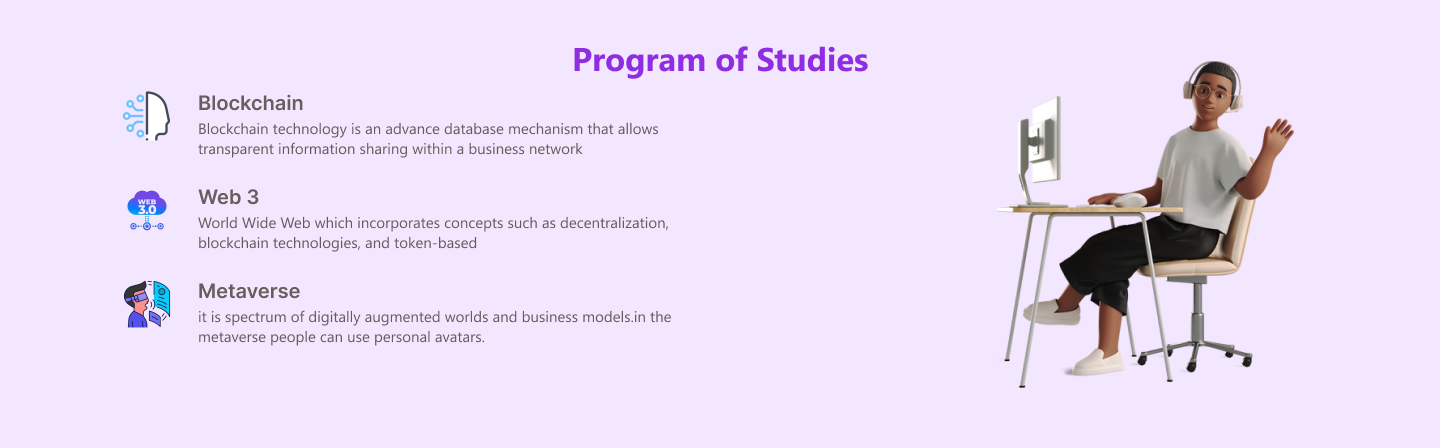 Program of Studies
Blockchain
Blockchain technology is an advance database mechanism that allows
transparent information sharing within a business network
WEB
3.0
Web 3
World Wide Web which incorporates concepts such as decentralization,
blockchain technologies, and token-based
Metaverse
it is spectrum of digitally augmented worlds and business models.in the
metaverse people can use personal avatars.